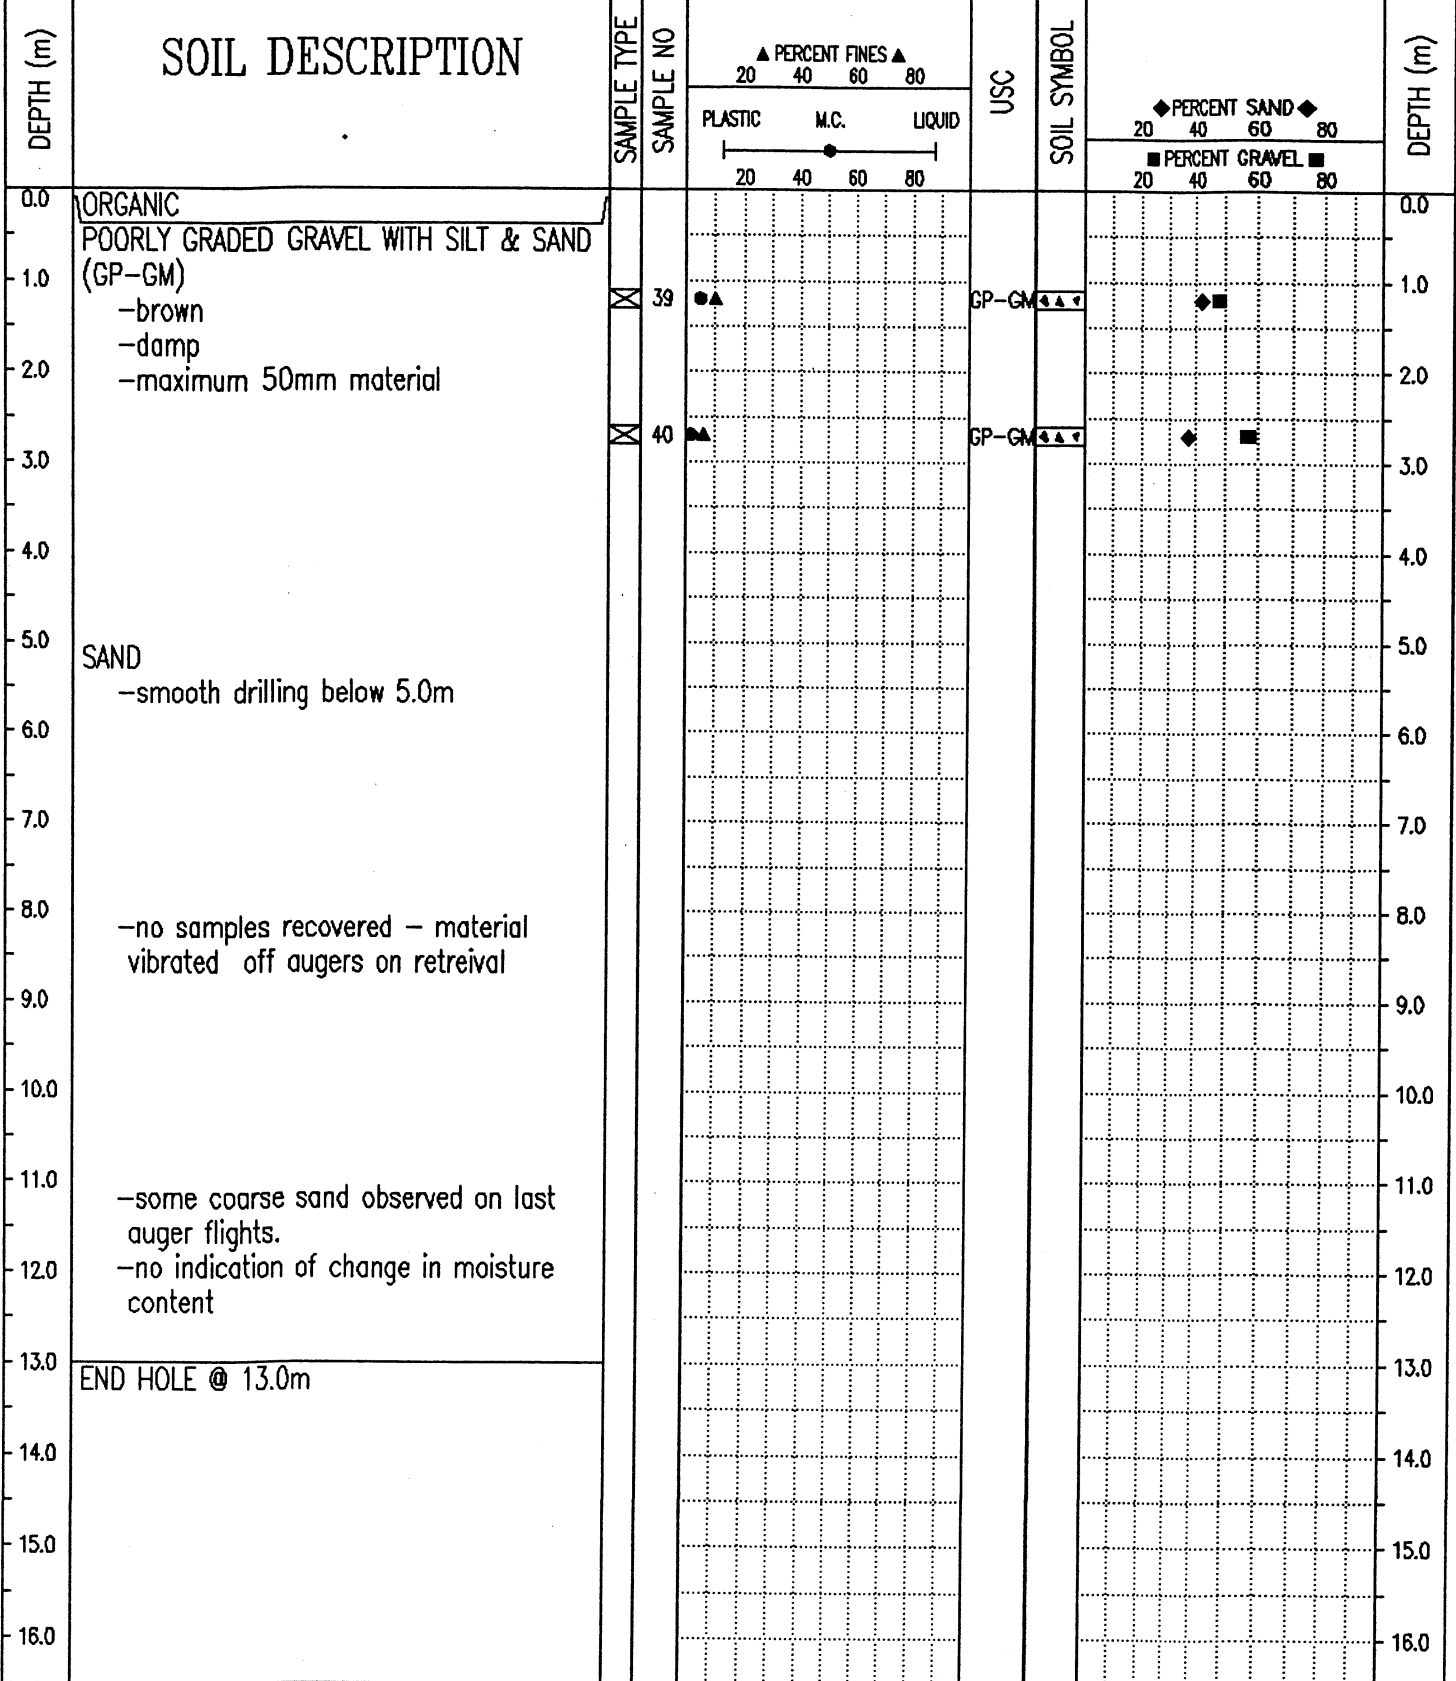 DEPTH (m)
SOIL DESCRIPTION
SAMPLE TYPE
SAMPLE NO
▲ PERCENT FINES ▲
20 40 60 80
PLASTIC M.C. LIQUID
20 40 60 80
USC
SOIL SYMBOL
◆PERCENT SAND◆
20 40 60 80
■PERCENT GRAVEL■
20 40 60 80
DEPTH (m)
0.0 ORGANIC 0.0
POORLY GRADED GRAVEL WITH SILT & SAND
1.0 (GP-GM) 1.0
-brown 39 GP-GM
-damp
2.0 -maximum 50mm material 2.0
40 GP-GM
3.0 3.0
4.0 4.0
5.0 SAND 5.0
-smooth drilling below 5.0m
6.0 6.0
7.0 7.0
8.0 -no samples recovered - material 8.0
vibrated off augers on retreival
9.0 9.0
10.0 10.0
11.0 -some coarse sand observed on last 11.0
auger flights.
12.0 -no indication of change in moisture 12.0
content
13.0 END HOLE @ 13.0m 13.0
14.0 14.0
15.0 15.0
16.0 16.0